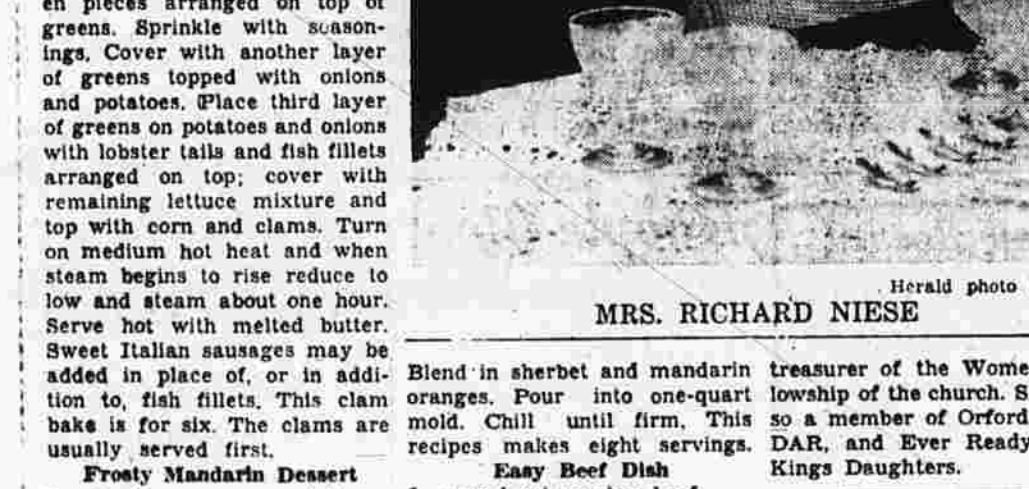 en pieces arranged on top of
greens. Sprinkle with season-
ings. Cover with another layer
of greens topped with onions
and potatoes. (Place third layer
of greens on potatoes and onions
with lobster tails and fish fillets
arranged on top; cover with
remaining lettuce mixture and
top with corn and clams. Turn
on medium hot heat and when
steam begins to rise reduce to
low and steam about one hour.
Serve hot with melted butter.
Sweet Italian sausages may be
added in place of, or in addi-
tion to, fish fillets. This clam
bake is for six. The clams are
usually served first.
Frosty Mandarin Dessert
Herald photo
MRS. RICHARD NIESE
Blend in sherbet and mandarin
oranges. Pour into one-quart
mold. Chill until firm. This
recipes makes eight servings.
Easy Beef Dish
treasurer of the Wome
lowship of the church. S
so a member of Orford
DAR, and Ever Ready
Kings Daughters.